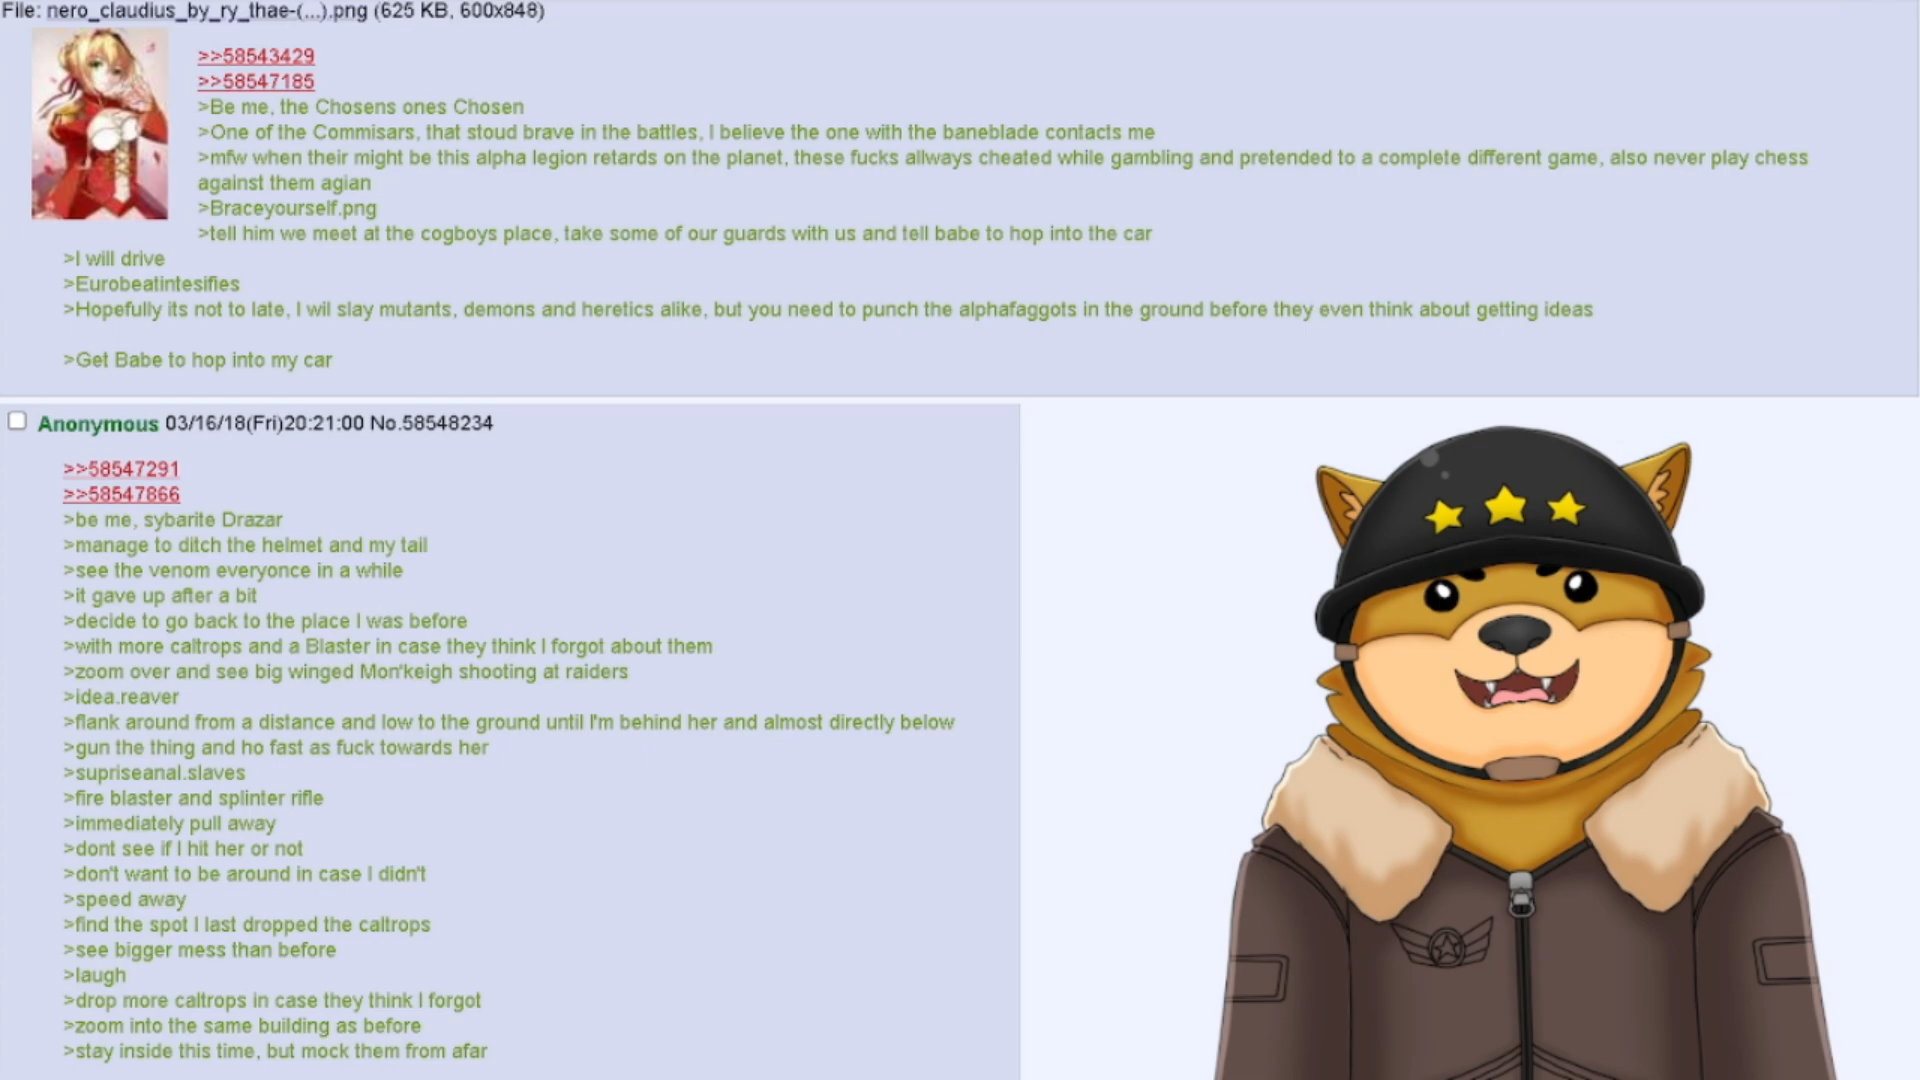 File: nero_claudius_by_ry_thae-(...).png (625 KB, 600x848)
>>58543429
>>58547185
>Be me, the Chosens ones Chosen
>One of the Commisars, that stoud brave in the battles, I believe the one with the baneblade contacts me
>mfw when their might be this alpha legion retards on the planet, these fucks allways cheated while gambling and pretended to a complete different game, also never play chess
against them agian
>Braceyourself.png
>tell him we meet at the cogboys place, take some of our guards with us and tell babe to hop into the car
>I will drive
>Eurobeatintesifies
>Hopefully its not to late, I wil slay mutants, demons and heretics alike, but you need to punch the alphafaggots in the ground before they even think about getting ideas
>Get Babe to hop into my car
Anonymous 03/16/18(Fri)20:21:00 No.58548234
>>58547291
>>58547866
>be me, sybarite Drazar
>manage to ditch the helmet and my tail
>see the venom everyonce in a while
>it gave up after a bit
>decide to go back to the place I was before
>with more caltrops and a Blaster in case they think I forgot about them
>zoom over and see big winged Mon'keigh shooting at raiders
>idea.reaver
>flank around from a distance and low to the ground until I'm behind her and almost directly below
>gun the thing and ho fast as fuck towards her
>supriseanal.slaves
>fire blaster and splinter rifle
>immediately pull away
>dont see if I hit her or not
>don't want to be around in case I didn't
>speed away
>find the spot I last dropped the caltrops
>see bigger mess than before
>laugh
>drop more caltrops in case they think I forgot
>zoom into the same building as before
>stay inside this time, but mock them from afar